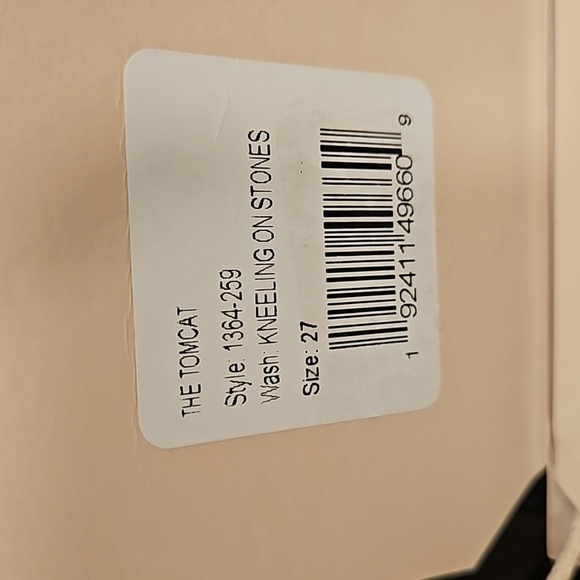 THE TOMCAT
Style: 1364-259
Wash: KNEELING ON STONES
Size: 27
1 92411 49660 9